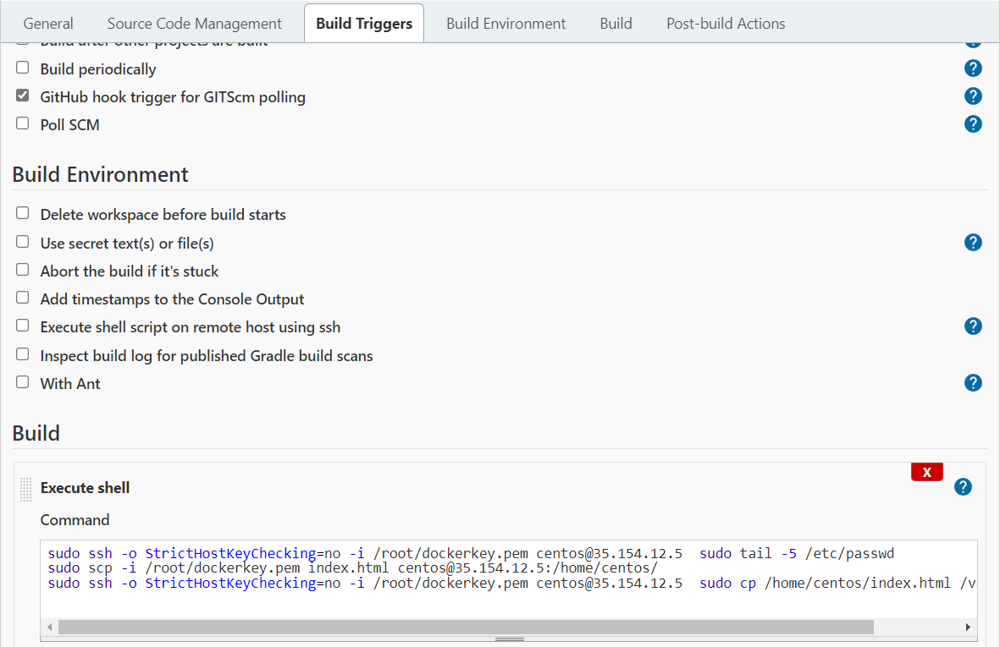 General Source Code Management Build Triggers Build Environment Build Post-build Actions
Build after other projects are built
Build periodically ?
GitHub hook trigger for GITScm polling ?
Poll SCM ?
Build Environment
Delete workspace before build starts
Use secret text(s) or file(s) ?
Abort the build if it's stuck
Add timestamps to the Console Output
Execute shell script on remote host using ssh ?
Inspect build log for published Gradle build scans
With Ant ?
Build
X
Execute shell ?
Command
sudo ssh -o StrictHostKeyChecking=no -i /root/dockerkey.pem centos@35.154.12.5  sudo tail -5 /etc/passwd
sudo scp -i /root/dockerkey.pem index.html centos@35.154.12.5:/home/centos/
sudo ssh -o StrictHostKeyChecking=no -i /root/dockerkey.pem centos@35.154.12.5  sudo cp /home/centos/index.html /v